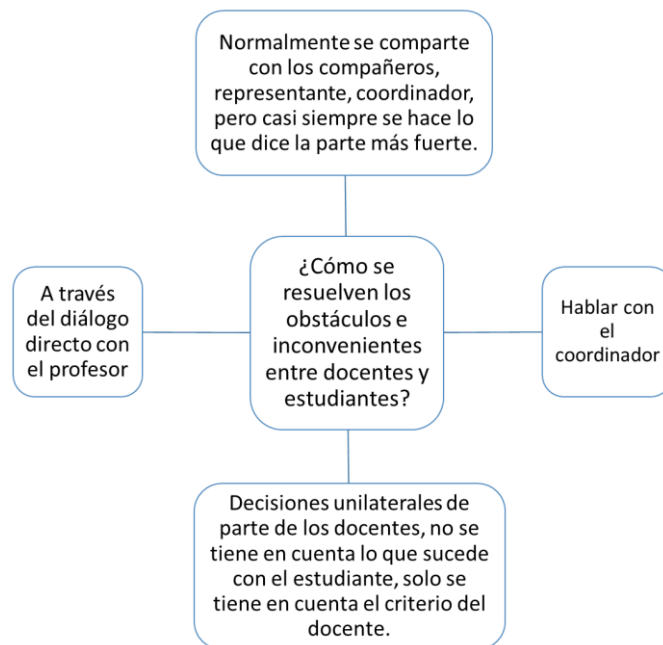 Normalmente se comparte
con los compañeros,
representante, coordinador,
pero casi siempre se hace lo
que dice la parte más fuerte.
A través
del diálogo
directo con
el profesor
¿Cómo se
resuelven los
obstáculos e
inconvenientes
entre docentes y
estudiantes?
Hablar con
el
coordinador
Decisiones unilaterales de
parte de los docentes, no se
tiene en cuenta lo que sucede
con el estudiante, solo se
tiene en cuenta el criterio del
docente.